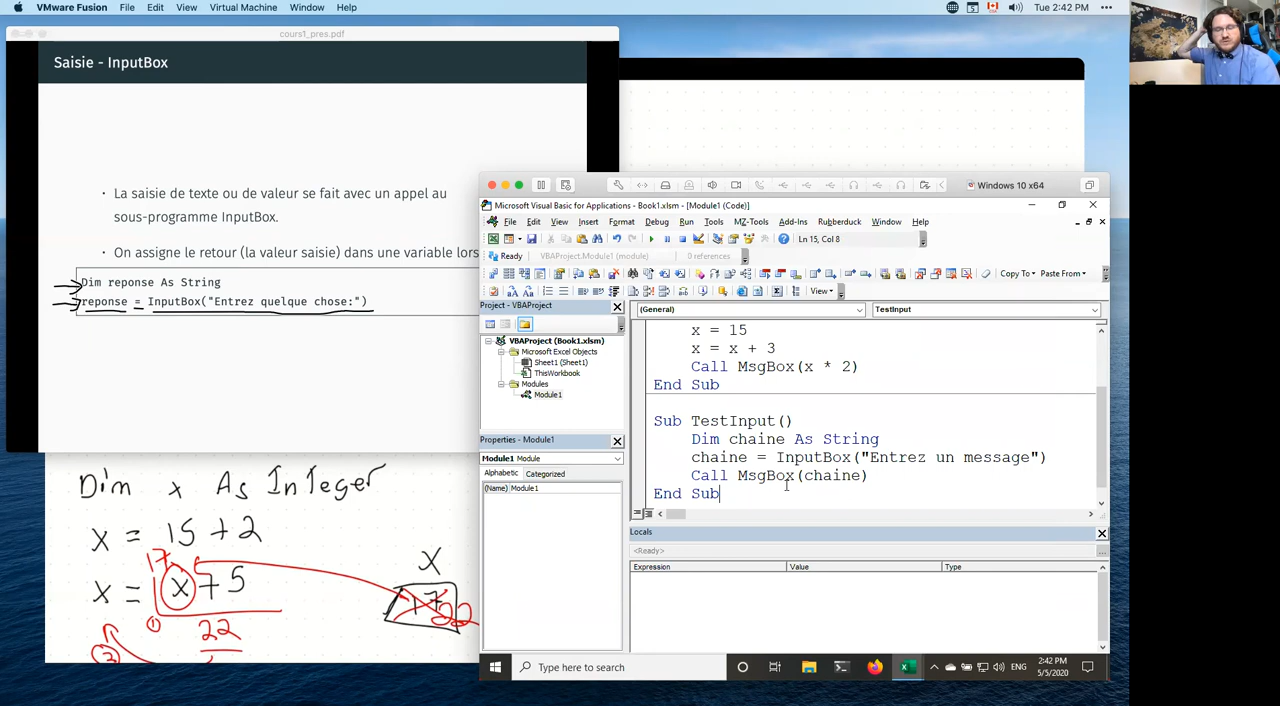 VMware Fusion File Edit View Virtual Machine Window Help
Tue 2:42 PM
cours1_pres.pdf
Saisie - InputBox
• La saisie de texte ou de valeur se fait avec un appel au
sous-programme InputBox.
• On assigne le retour (la valeur saisie) dans une variable lors
Dim reponse As String
reponse = InputBox("Entrez quelque chose:")
Dim x As Integer
x = 15 + 2
17
x = x + 5
1
22
2
X
17
22
Windows 10 x64
Microsoft Visual Basic for Applications - Book1.xlsm - [Module1 (Code)]
File Edit View Insert Format Debug Run Tools MZ-Tools Add-Ins Rubberduck Window Help
Ln 15, Col 8
Ready VBAProject.Module1 (module) 0 references
Copy To Paste From
View
Project - VBAProject
VBAProject (Book1.xlsm)
Microsoft Excel Objects
Sheet1 (Sheet1)
ThisWorkbook
Modules
Module1
Properties - Module1
Module1 Module
Alphabetic Categorized
(Name) Module1
(General) TestInput
x = 15
x = x +
Call MsgBox(x * 2)
End Sub
Sub TestInput()
Dim chaine As String
chaine = InputBox("Entrez un message")
Call MsgBox(chaine)
End Sub
Locals
<Ready>
Expression Value Type
Type here to search
ENG
2:42 PM
5/5/2020